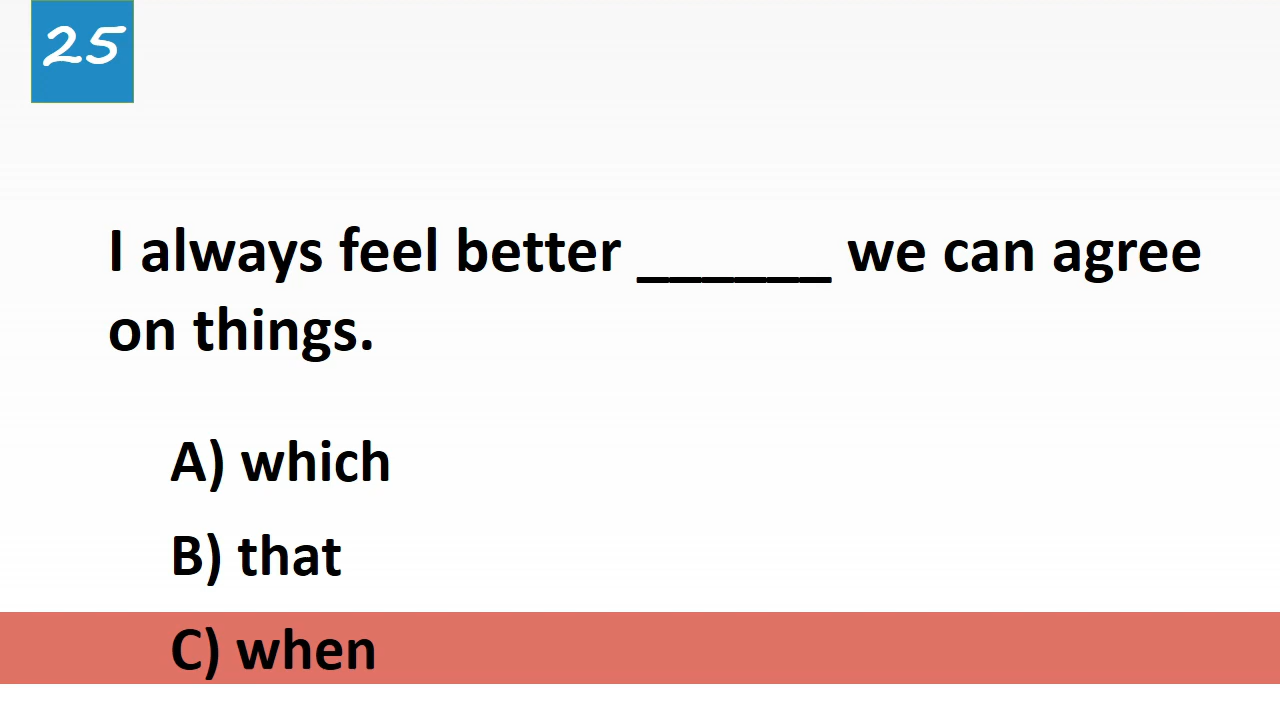 25
I always feel better ______ we can agree
on things.
A) which
B) that
C) when